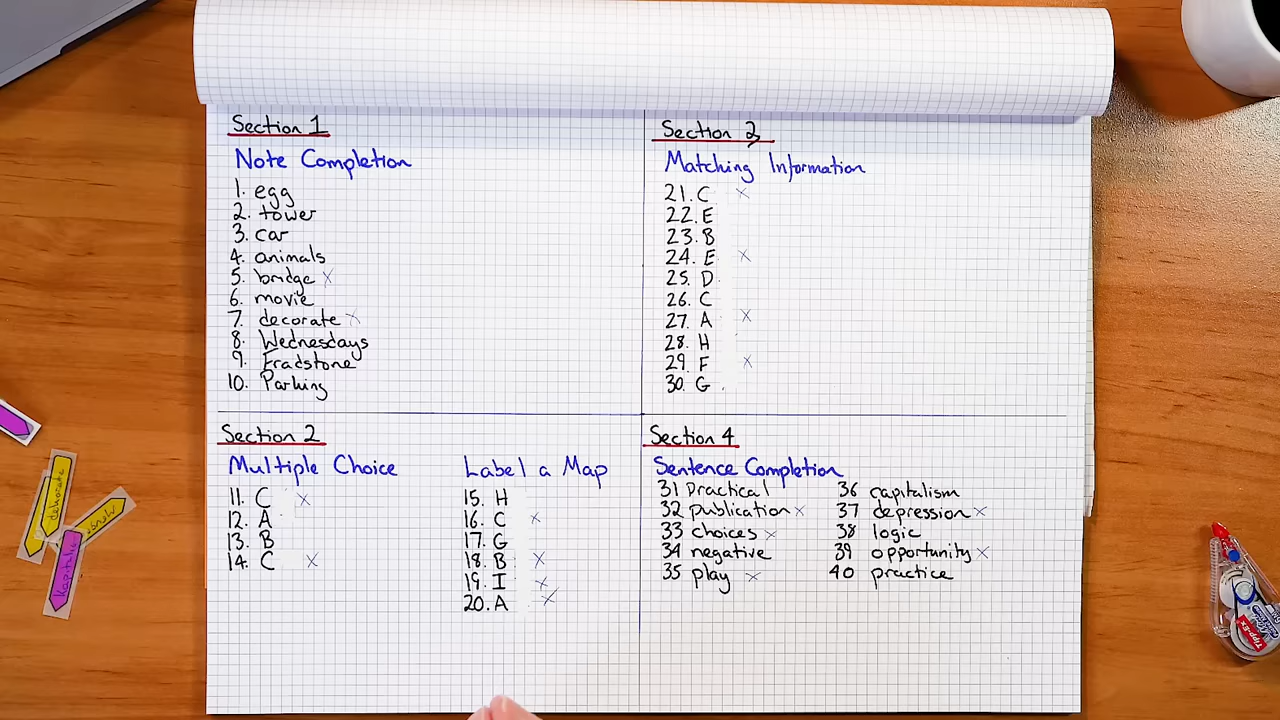 Section 1
Note Completion
1. egg
2. tower
3. car
4. animals
5. bridge x
6. movie
7. decorate x
8. Wednesdays
9. Fradstone
10. Parking
Section 3
Matching Information
21. C x
22. E
23. B
24. E x
25. D
26. C
27. A x
28. H
29. F x
30. G
Section 2
Multiple Choice
11. C x
12. A
13. B
14. C x
Label a Map
15. H
16. C x
17. G
18. B x
19. I x
20. A x
Section 4
Sentence Completion
31 Practical
32 publication x
33 choices x
34 negative
35 play x
36 capitalism
37 depression x
38 logic
39 opportunity x
40 practice
Kapitalism
Tipp-Ex